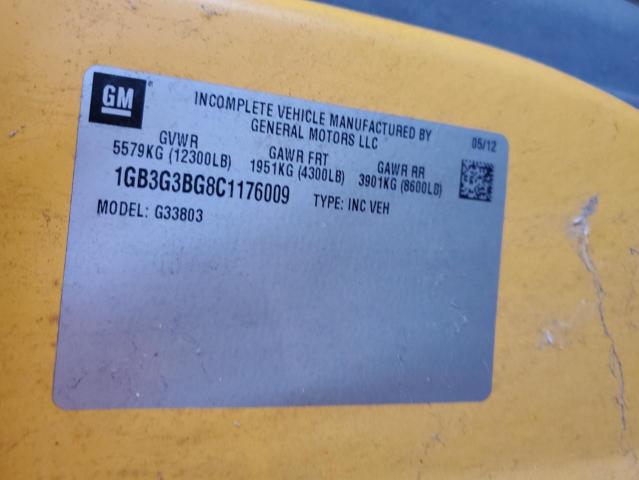 GM
INCOMPLETE VEHICLE MANUFACTURED BY
GENERAL MOTORS LLC
05/12
GVWR
5579KG (12300LB)
GAWR FRT
1951KG (4300LB)
GAWR RR
3901KG (8600LB)
1GB3G3BG8C1176009
TYPE: INC VEH
MODEL: G33803